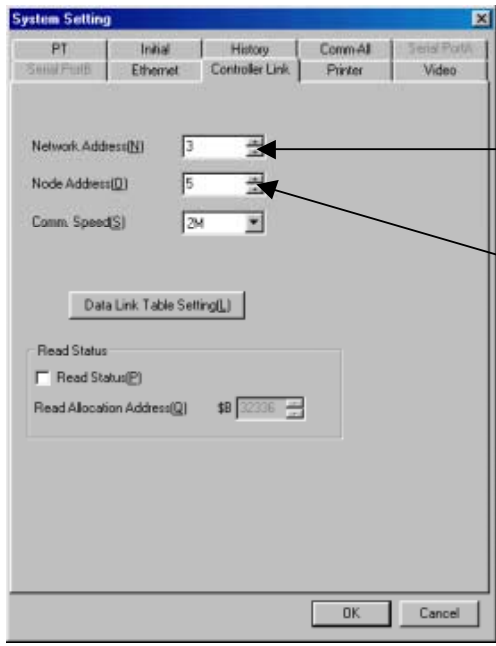 System Setting
PT Initial History Comm-All Serial PortA
Serial PortB Ethernet Controller Link Printer Video
Network Address(N) 3
Node Address(O) 5
Comm. Speed(S) 2M
Data Link Table Setting(L)
Read Status
Read Status(P)
Read Allocation Address(Q) $B 32336
OK Cancel